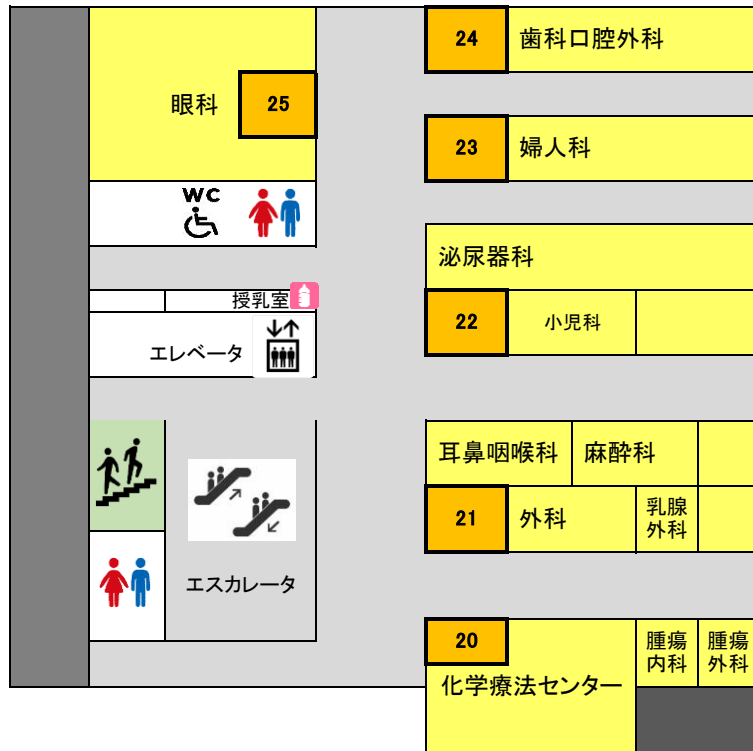 24 歯科口腔外科
眼科 25
23 婦人科
WC
泌尿器科
授乳室
22 小児科
エレベータ
耳鼻咽喉科 麻酔科
21 外科 乳腺
外科
エスカレータ
20 腫瘍
内科 腫瘍
外科
化学療法センター